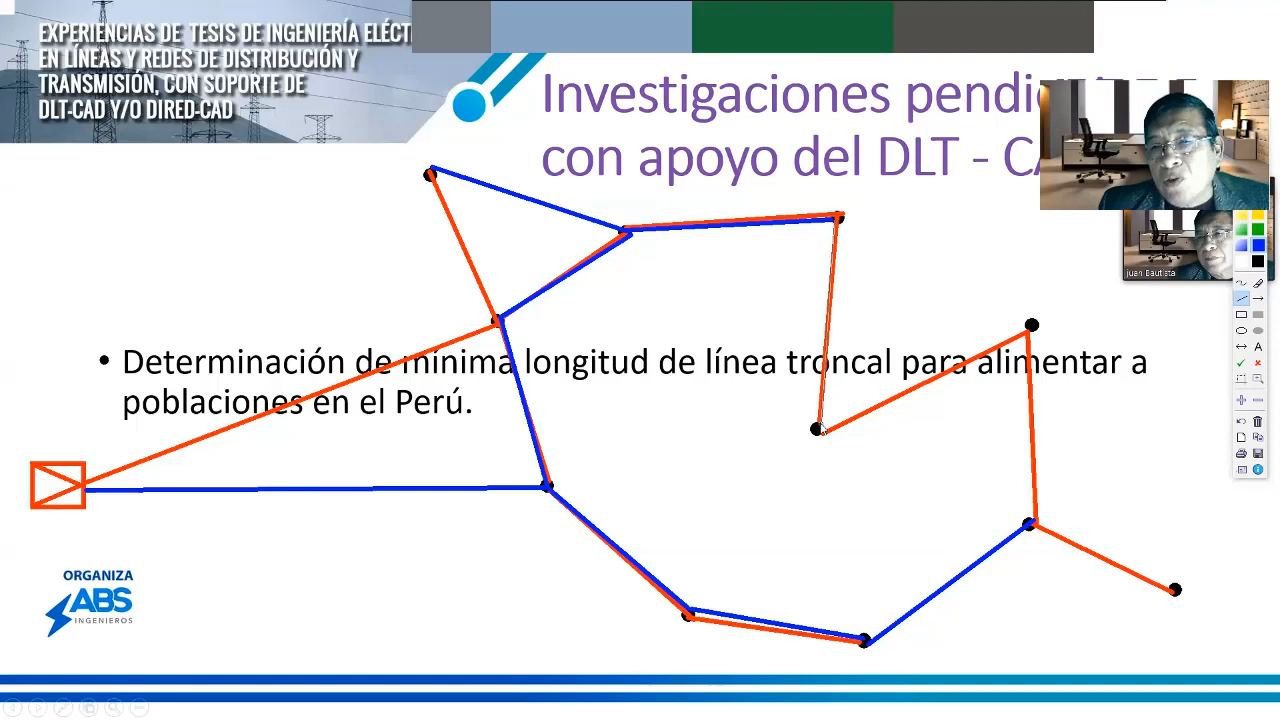 EXPERIENCIAS DE TESIS DE INGENIERÍA
EN LÍNEAS Y REDES DE DISTRIBUCIÓN Y
TRANSMISIÓN, CON SOPORTE DE
DLT-CAD Y/O DIRED-CAD
Investigaciones
con apoyo del DLT -
juan Bautista
• Determinación de mínima longitud de línea troncal para alimentar a
poblaciones en el Perú.
ORGANIZA
ABS
INGENIEROS